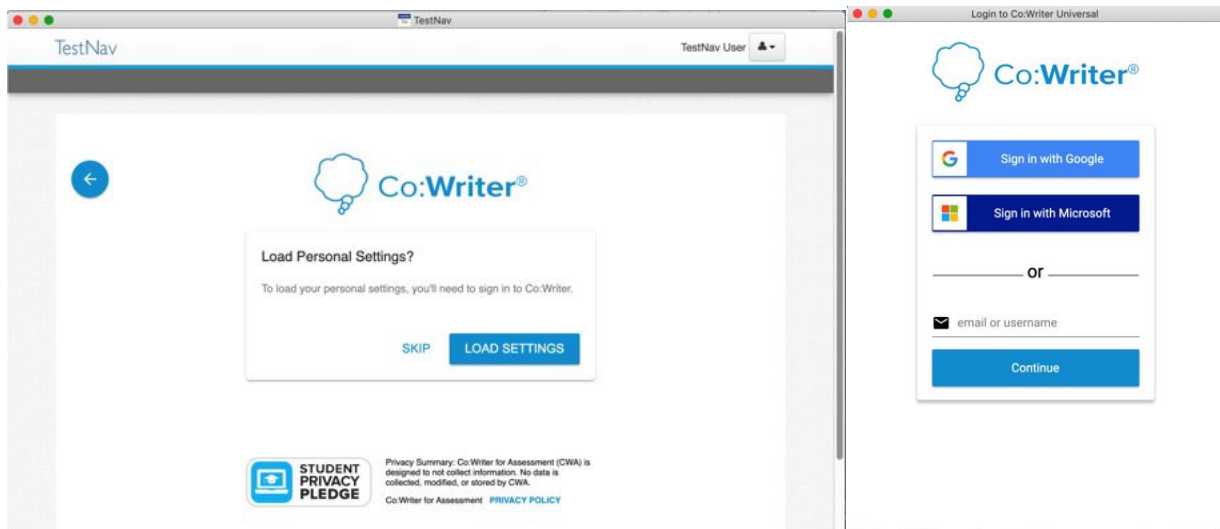 TestNav
TestNav
TestNav User
Co:Writer®
Load Personal Settings?
To load your personal settings, you'll need to sign in to Co:Writer.
SKIP
LOAD SETTINGS
STUDENT
PRIVACY
PLEDGE
Privacy Summary: Co:Writer for Assessment (CWA) is
designed to not collect information. No data is
collected, modified, or stored by CWA.
Co:Writer for Assessment PRIVACY POLICY
Login to Co:Writer Universal
Co:Writer®
Sign in with Google
Sign in with Microsoft
or
email or username
Continue